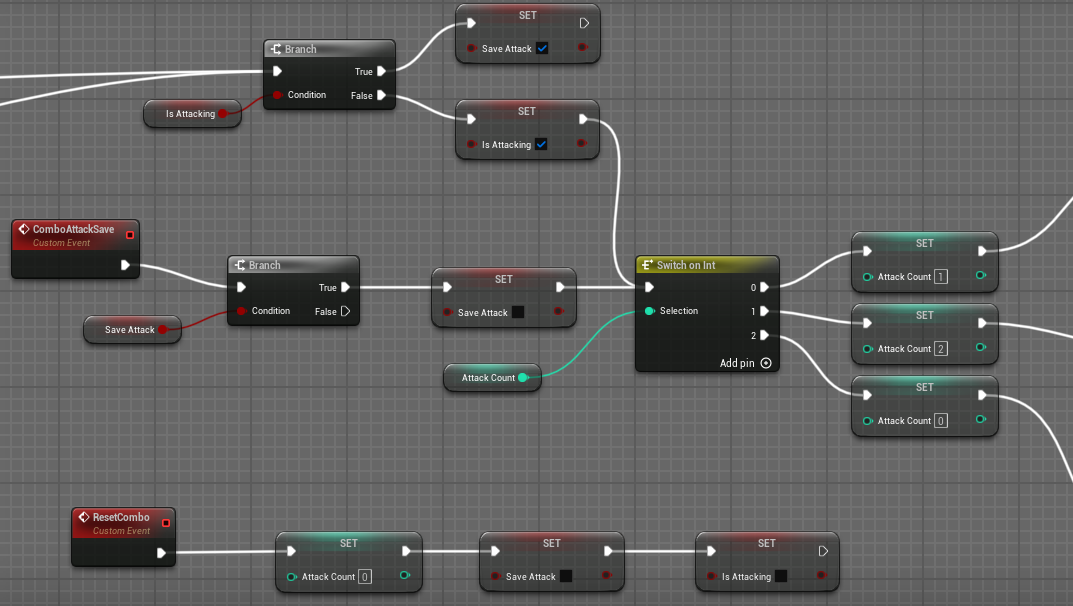 SET
Save Attack
Branch
True
Condition
False
Is Attacking
SET
Is Attacking
ComboAttackSave
Custom Event
Branch
True
Condition
False
Save Attack
SET
Save Attack
Attack Count
Switch on Int
0
Selection
1
2
Add pin
SET
Attack Count 1
SET
Attack Count 2
SET
Attack Count 0
ResetCombo
Custom Event
SET
Attack Count 0
SET
Save Attack
SET
Is Attacking